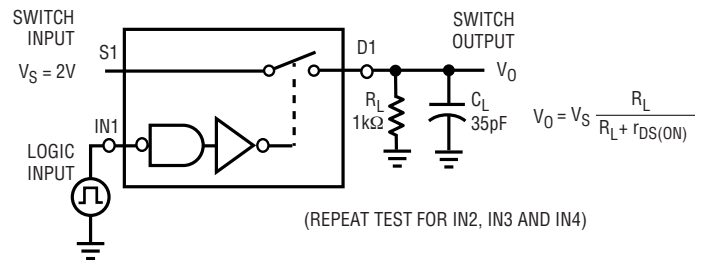 SWITCH
INPUT
V_S = 2V
S1
D1
SWITCH
OUTPUT
V_O
R_L
1kΩ
C_L
35pF
V_O = V_S R_L / (R_L + r_DS(ON))
IN1
LOGIC
INPUT
(REPEAT TEST FOR IN2, IN3 AND IN4)